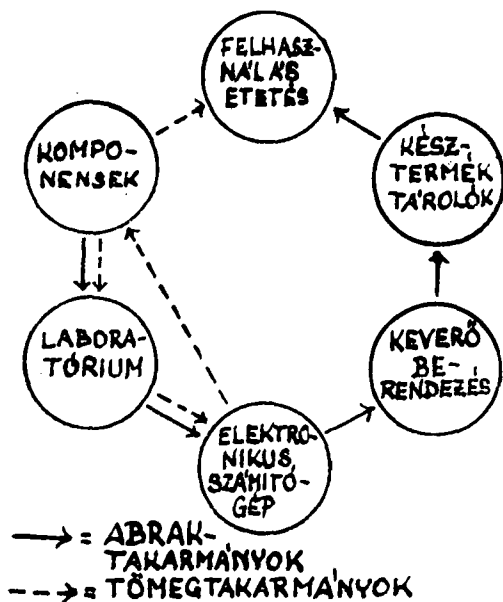 FELHASZ-
NÁLÁS
ETETÉS
KOMPO-
NENSEK
KÉSZ-
TERMÉK
TÁROLÓK
LABORA-
TÓRIUM
KEVERŐ
BE-
RENDEZÉS
ELEKTRO-
NIKUS
SZÁMITÓ-
GÉP
= ABRAK-
TAKARMÁNYOK
= TÖMEGTAKARMÁNYOK